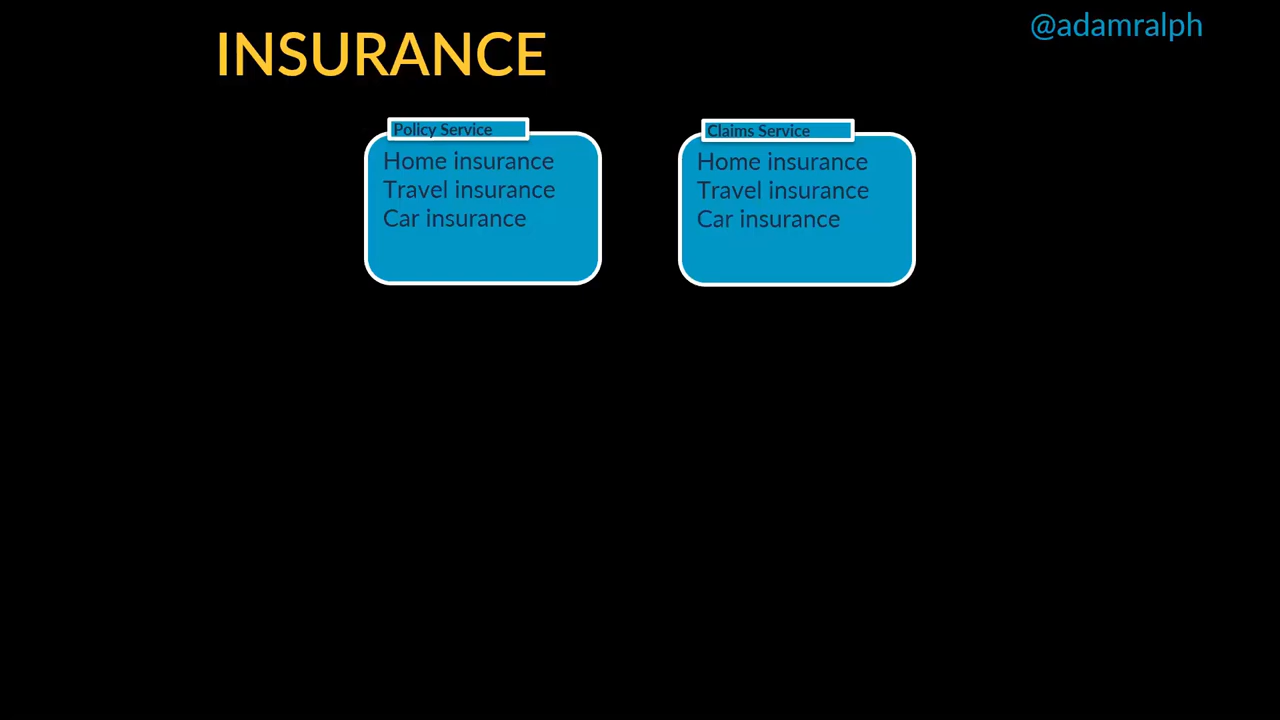 INSURANCE
@adamralph
Policy Service
Home insurance
Travel insurance
Car insurance
Claims Service
Home insurance
Travel insurance
Car insurance